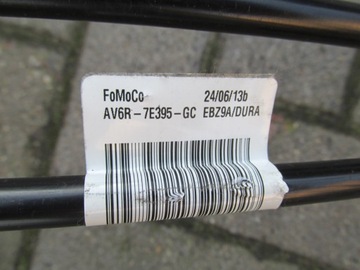 FoMoCo 24/06/13b
AV6R-7E395-GC EBZ9A/DURA